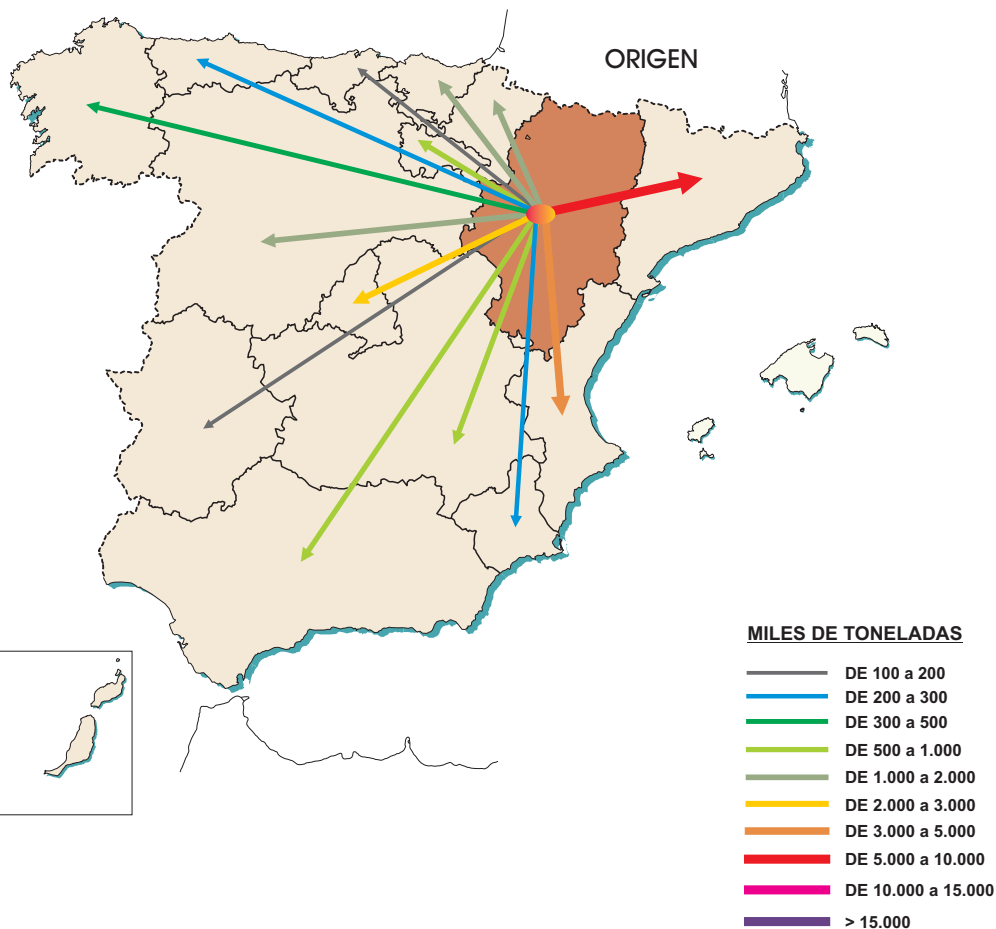 ORIGEN
MILES DE TONELADAS
DE 100 a 200
DE 200 a 300
DE 300 a 500
DE 500 a 1.000
DE 1.000 a 2.000
DE 2.000 a 3.000
DE 3.000 a 5.000
DE 5.000 a 10.000
DE 10.000 a 15.000
> 15.000